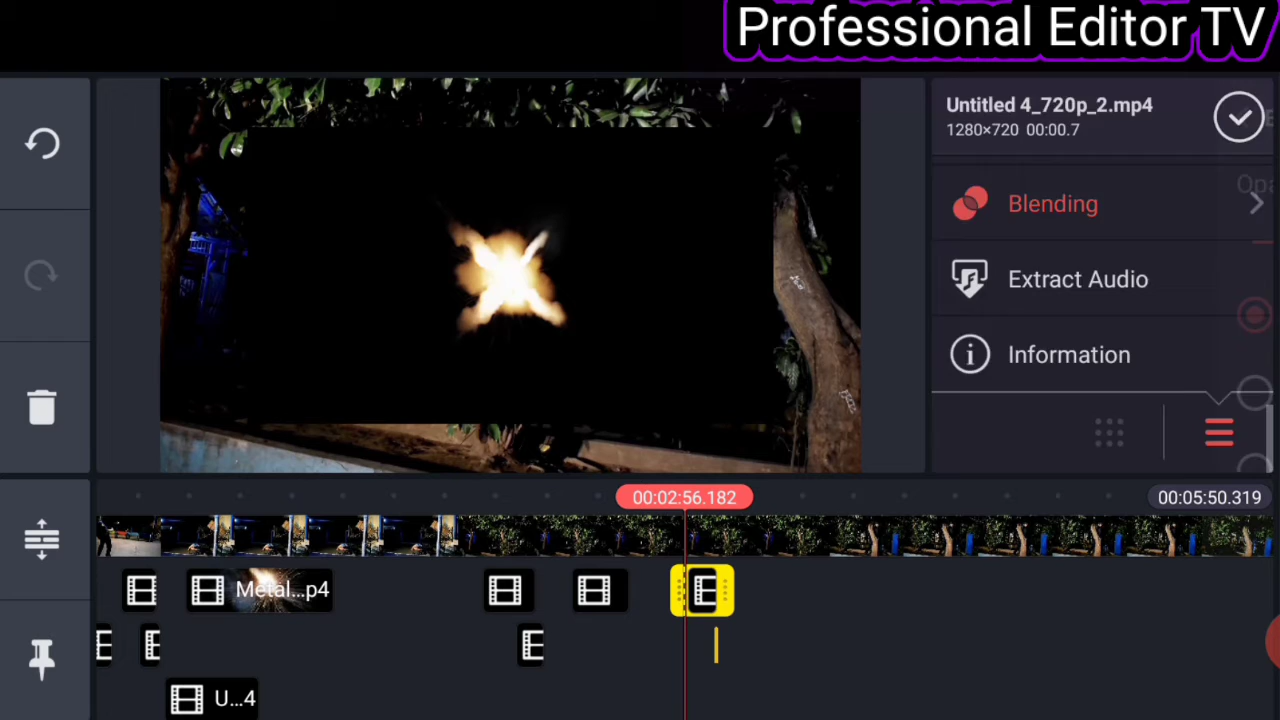 Professional Editor TV
Untitled 4_720p_2.mp4
1280×720 00:00.7
Blending
Extract Audio
Information
00:02:56.182
00:05:50.319
Metal...p4
U...4